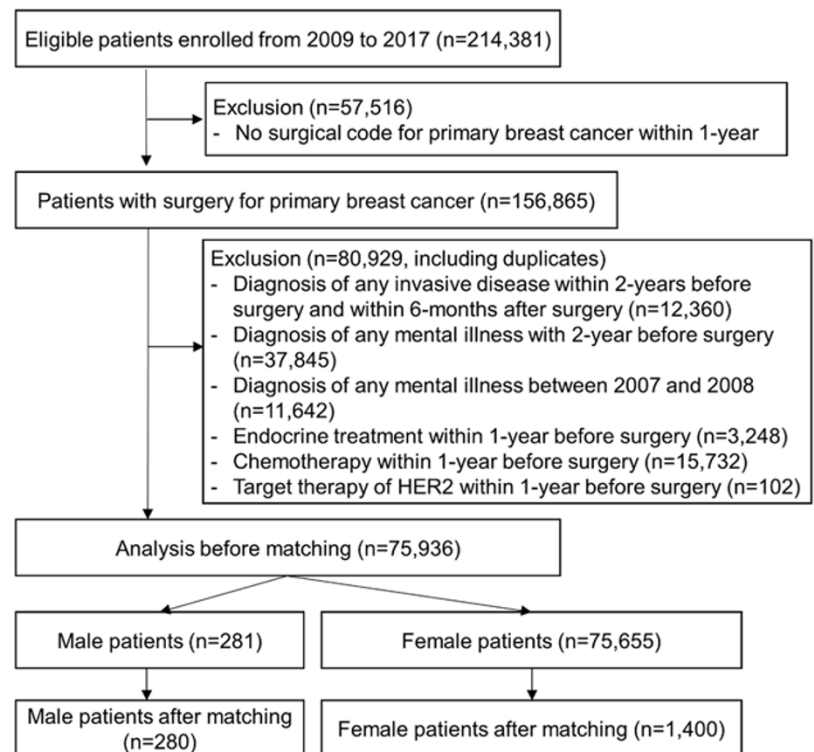 Eligible patients enrolled from 2009 to 2017 (n=214,381)
Exclusion (n=57,516)
- No surgical code for primary breast cancer within 1-year
Patients with surgery for primary breast cancer (n=156,865)
Exclusion (n=80,929, including duplicates)
- Diagnosis of any invasive disease within 2-years before
surgery and within 6-months after surgery (n=12,360)
- Diagnosis of any mental illness with 2-year before surgery
(n=37,845)
- Diagnosis of any mental illness between 2007 and 2008
(n=11,642)
- Endocrine treatment within 1-year before surgery (n=3,248)
- Chemotherapy within 1-year before surgery (n=15,732)
- Target therapy of HER2 within 1-year before surgery (n=102)
Analysis before matching (n=75,936)
Male patients (n=281)
Female patients (n=75,655)
Male patients after matching
(n=280)
Female patients after matching (n=1,400)